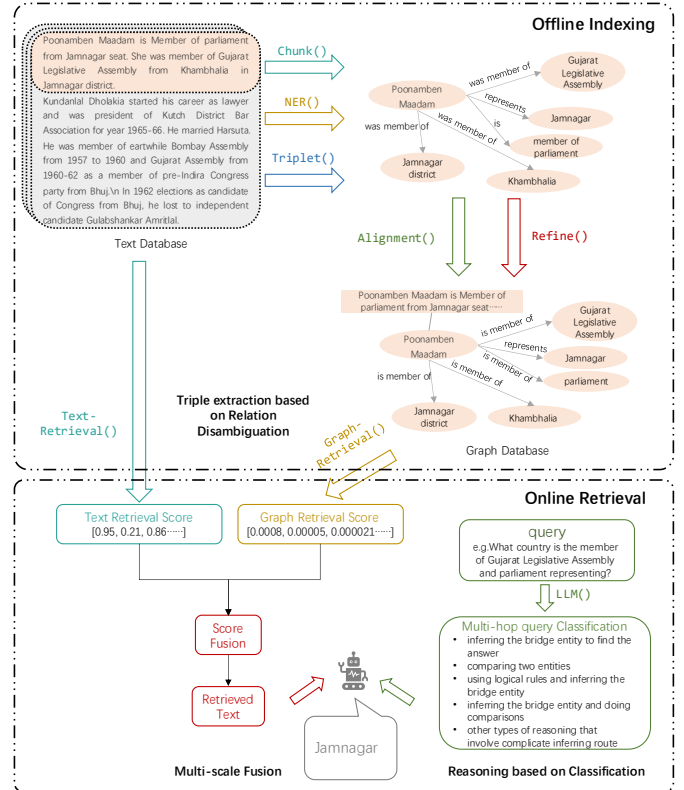 Offline Indexing
Poonamben Maadam is Member of parliament
from Jamnagar seat. She was member of Gujarat
Legislative Assembly from Khambhalia in
Jamnagar district.
Kundanlal Dholakia started his career as lawyer
and was president of Kutch District Bar
Association for year 1965-66. He married Harsuta.
He was member of eartwhile Bombay Assembly
from 1957 to 1960 and Gujarat Assembly from
1960-62 as a member of pre-Indira Congress
party from Bhuj.\n In 1962 elections as candidate
of Congress from Bhuj, he lost to independent
candidate Gulabshankar Amritlal.
Text Database
Chunk()
NER()
Triplet()
Poonamben
Maadam
was member of
Gujarat
Legislative
Assembly
represents
Jamnagar
is
member of
parliament
was member of
Khambhalia
was member of
Jamnagar
district
Alignment()
Refine()
Poonamben Maadam is Member of
parliament from Jamnagar seat······
Poonamben
Maadam
is member of
Gujarat
Legislative
Assembly
represents
Jamnagar
is member of
parliament
is member of
Khambhalia
is member of
Jamnagar
district
Graph Database
Text-
Retrieval()
Triple extraction based
on Relation
Disambiguation
Graph-
Retrieval()
Online Retrieval
Text Retrieval Score
[0.95, 0.21, 0.86······]
Graph Retrieval Score
[0.0008, 0.00005, 0.000021······]
Score
Fusion
Retrieved
Text
Multi-scale Fusion
Jamnagar
query
e.g.What country is the member
of Gujarat Legislative Assembly
and parliament representing?
LLM()
Multi-hop query Classification
• inferring the bridge entity to find the
answer
• comparing two entities
• using logical rules and inferring the
bridge entity
• inferring the bridge entity and doing
comparisons
• other types of reasoning that
involve complicate inferring route
Reasoning based on Classification